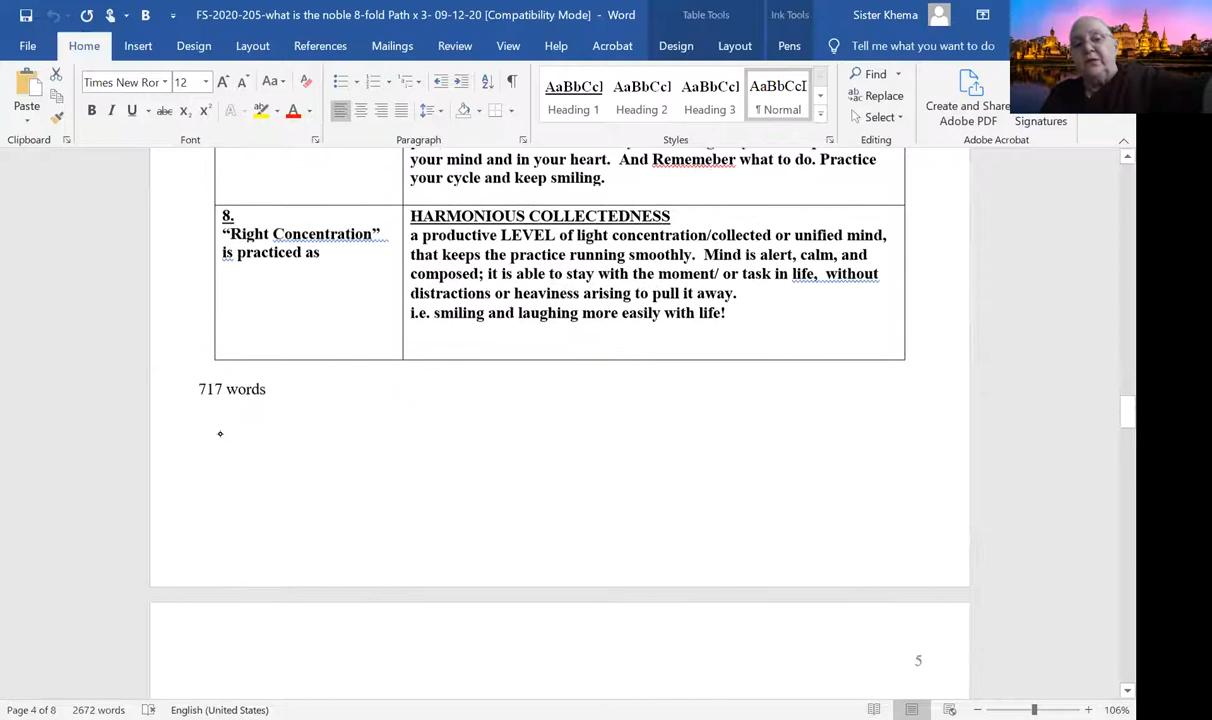 FS-2020-205-what is the noble 8-fold Path x 3- 09-12-20 [Compatibility Mode] - Word
Table Tools
Ink Tools
Sister Khema
File
Home
Insert
Design
Layout
References
Mailings
Review
View
Help
Acrobat
Design
Layout
Pens
Tell me what you want to do
Paste
Clipboard
Times New Ror
12
Aa
B I U abc X₂ X²
Font
Paragraph
AaBbCcI
Heading 1
AaBbCcI
Heading 2
AaBbCcI
Heading 3
AaBbCcI
¶ Normal
Styles
Find
Replace
Select
Editing
Create and Share
Adobe PDF
Signatures
Adobe Acrobat
your mind and in your heart. And Rememeber what to do. Practice
your cycle and keep smiling.
8.
“Right Concentration”
is practiced as
HARMONIOUS COLLECTEDNESS
a productive LEVEL of light concentration/collected or unified mind,
that keeps the practice running smoothly. Mind is alert, calm, and
composed; it is able to stay with the moment/ or task in life, without
distractions or heaviness arising to pull it away.
i.e. smiling and laughing more easily with life!
717 words
5
Page 4 of 8
2672 words
English (United States)
106%